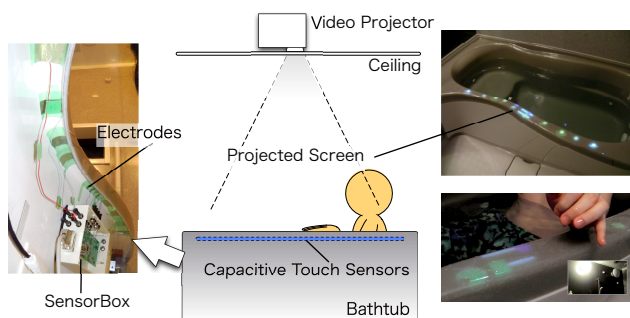 Video Projector
Ceiling
Electrodes
Projected Screen
Capacitive Touch Sensors
SensorBox
Bathtub